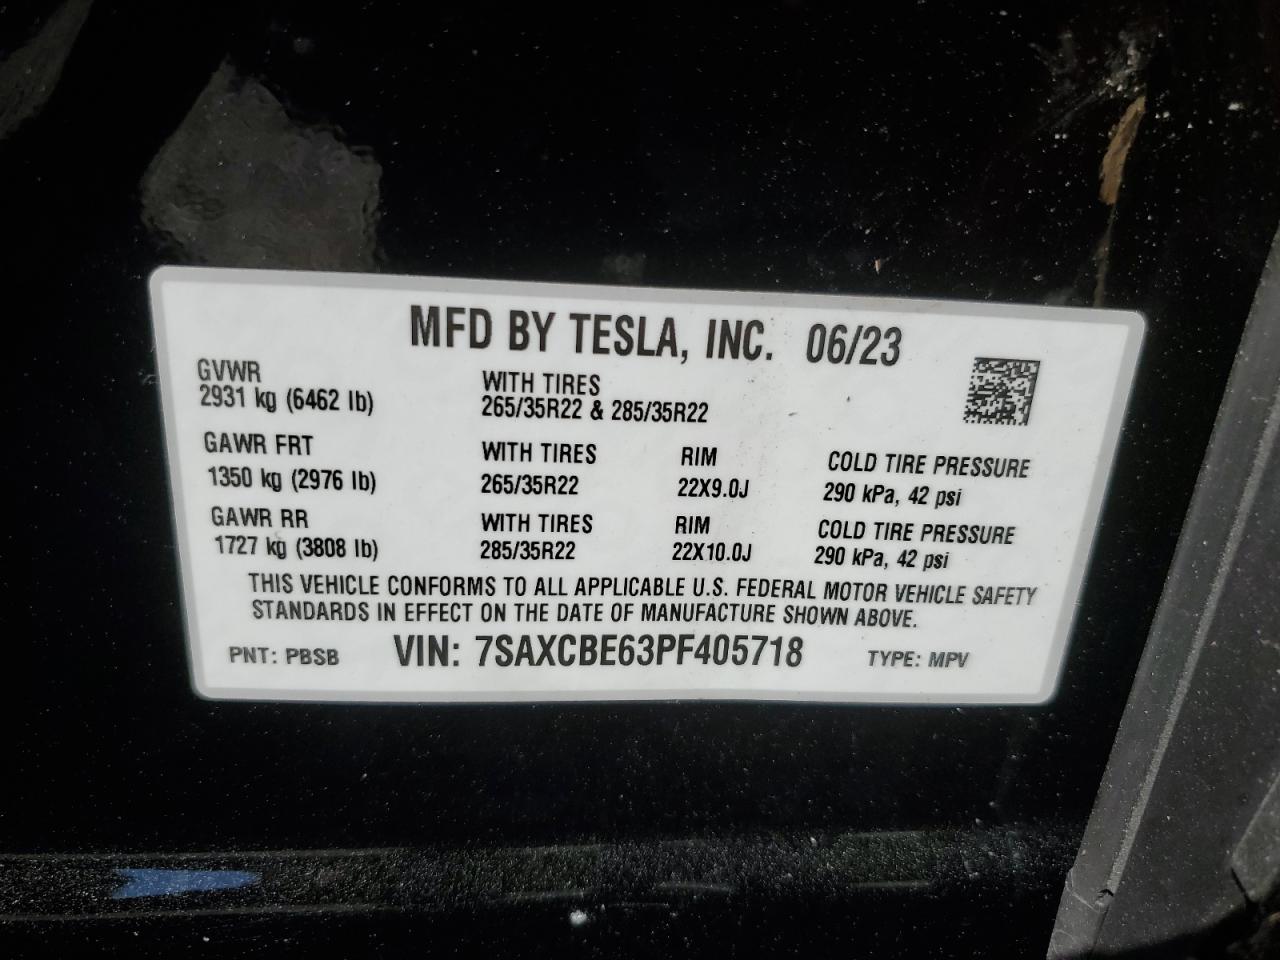 MFD BY TESLA, INC. 06/23
GVWR
2931 kg (6462 lb)
WITH TIRES
265/35R22 & 285/35R22
GAWR FRT WITH TIRES RIM COLD TIRE PRESSURE
1350 kg (2976 lb) 265/35R22 22X9.0J 290 kPa, 42 psi
GAWR RR WITH TIRES RIM COLD TIRE PRESSURE
1727 kg (3808 lb) 285/35R22 22X10.0J 290 kPa, 42 psi
THIS VEHICLE CONFORMS TO ALL APPLICABLE U.S. FEDERAL MOTOR VEHICLE SAFETY
STANDARDS IN EFFECT ON THE DATE OF MANUFACTURE SHOWN ABOVE.
PNT: PBSB VIN: 7SAXCBE63PF405718 TYPE: MPV